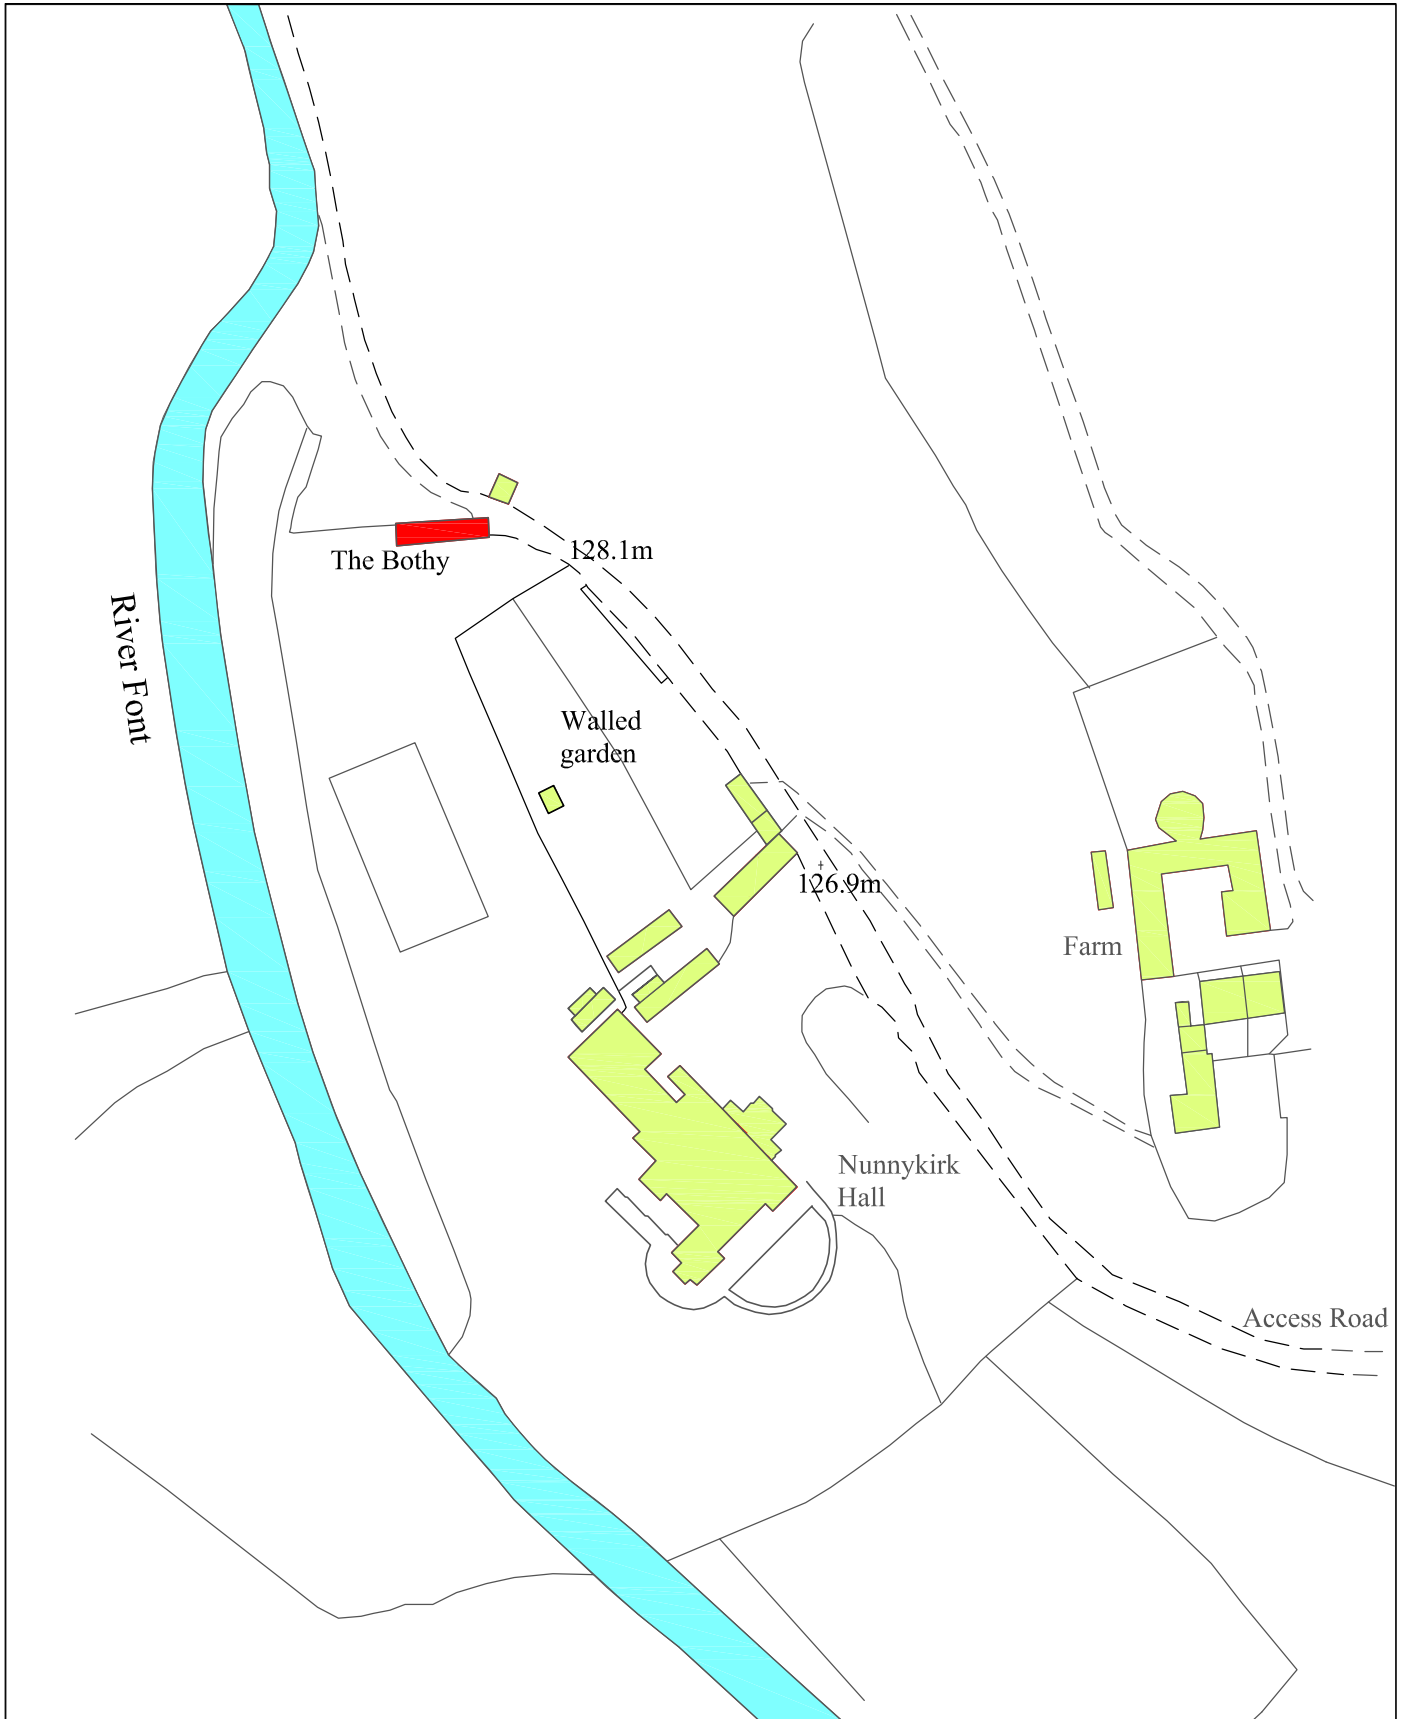 128.1m
The Bothy
River Font
Walled
garden
126.9m
Farm
Nunnykirk
Hall
Access Road